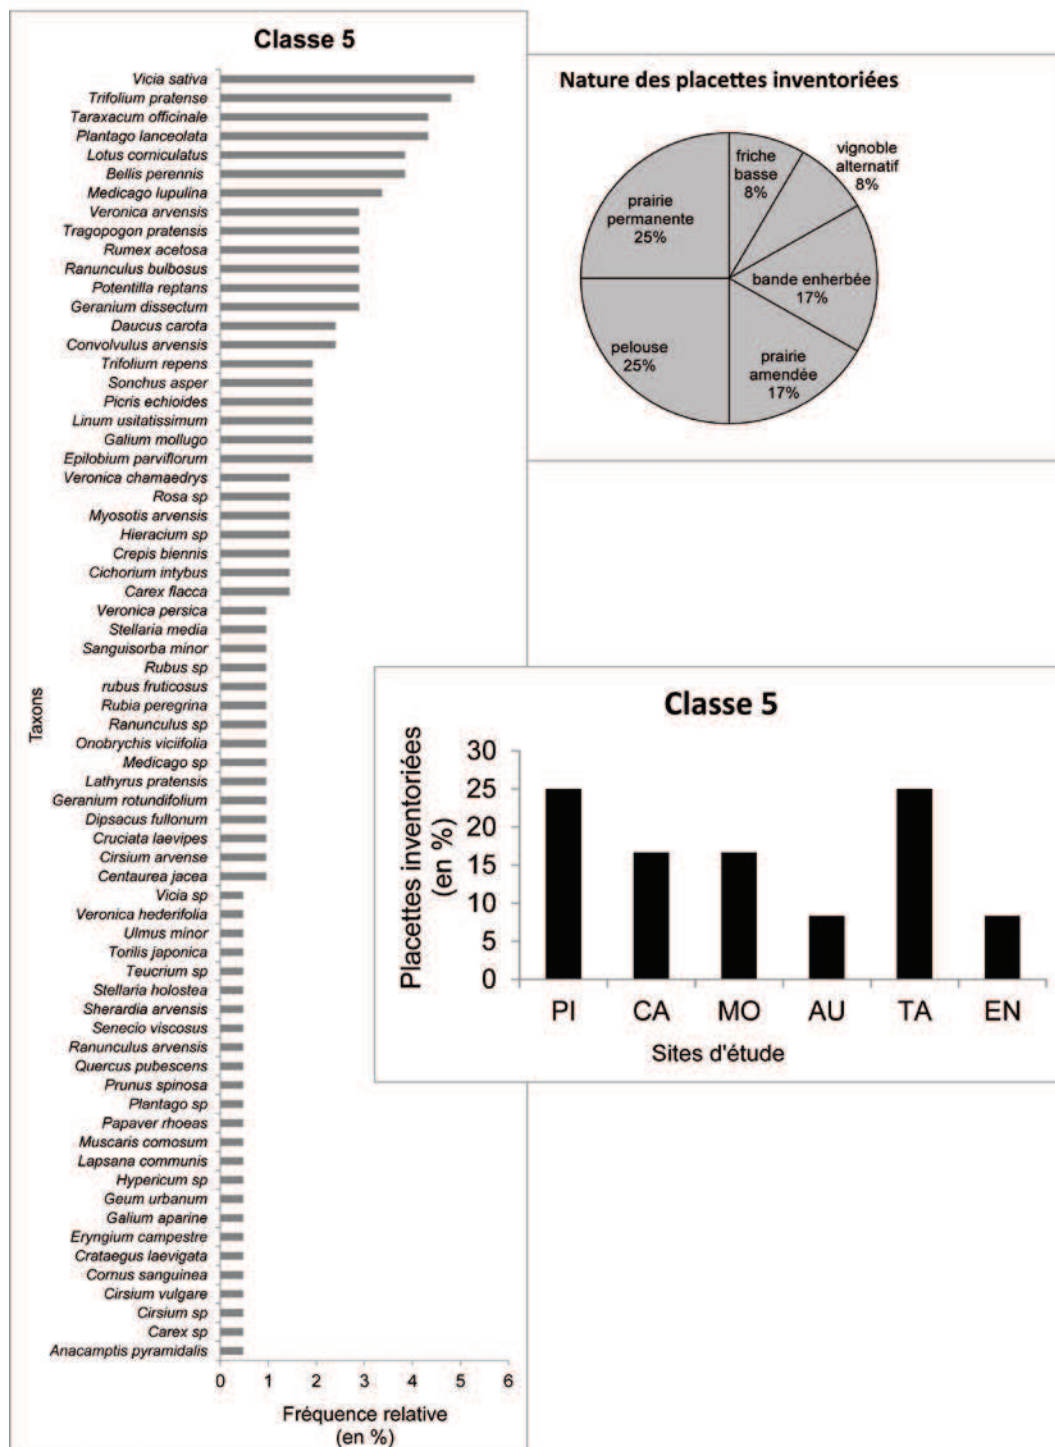 Classe 5
Vicia sativa
Trifolium pratense
Taraxacum officinale
Plantago lanceolata
Lotus corniculatus
Bellis perennis
Medicago lupulina
Veronica arvensis
Tragopogon pratensis
Rumex acetosa
Ranunculus bulbosus
Potentilla reptans
Geranium dissectum
Daucus carota
Convolvulus arvensis
Trifolium repens
Sonchus asper
Picris echioides
Linum usitatissimum
Galium mollugo
Epilobium parviflorum
Veronica chamaedrys
Rosa sp
Myosotis arvensis
Hieracium sp
Crepis biennis
Cichorium intybus
Carex flacca
Veronica persica
Stellaria media
Sanguisorba minor
Rubus sp
rubus fruticosus
Rubia peregrina
Ranunculus sp
Onobrychis viciifolia
Medicago sp
Lathyrus pratensis
Geranium rotundifolium
Dipsacus fullonum
Cruciata laevipes
Cirsium arvense
Centaurea jacea
Vicia sp
Veronica hederifolia
Ulmus minor
Torilis japonica
Teucrium sp
Stellaria holostea
Sherardia arvensis
Senecio viscosus
Ranunculus arvensis
Quercus pubescens
Prunus spinosa
Plantago sp
Papaver rhoeas
Muscaris comosum
Lapsana communis
Hypericum sp
Geum urbanum
Galium aparine
Eryngium campestre
Crataegus laevigata
Cornus sanguinea
Cirsium vulgare
Cirsium sp
Carex sp
Anacamptis pyramidalis
Taxons
0 1 2 3 4 5 6
Fréquence relative
(en %)
Nature des placettes inventoriées
friche
basse
8%
vignoble
alternatif
8%
bande enherbée
17%
prairie
amendée
17%
pelouse
25%
prairie
permanente
25%
Classe 5
Placettes inventoriées
(en %)
30
25
20
15
10
5
0
PI CA MO AU TA EN
Sites d'étude